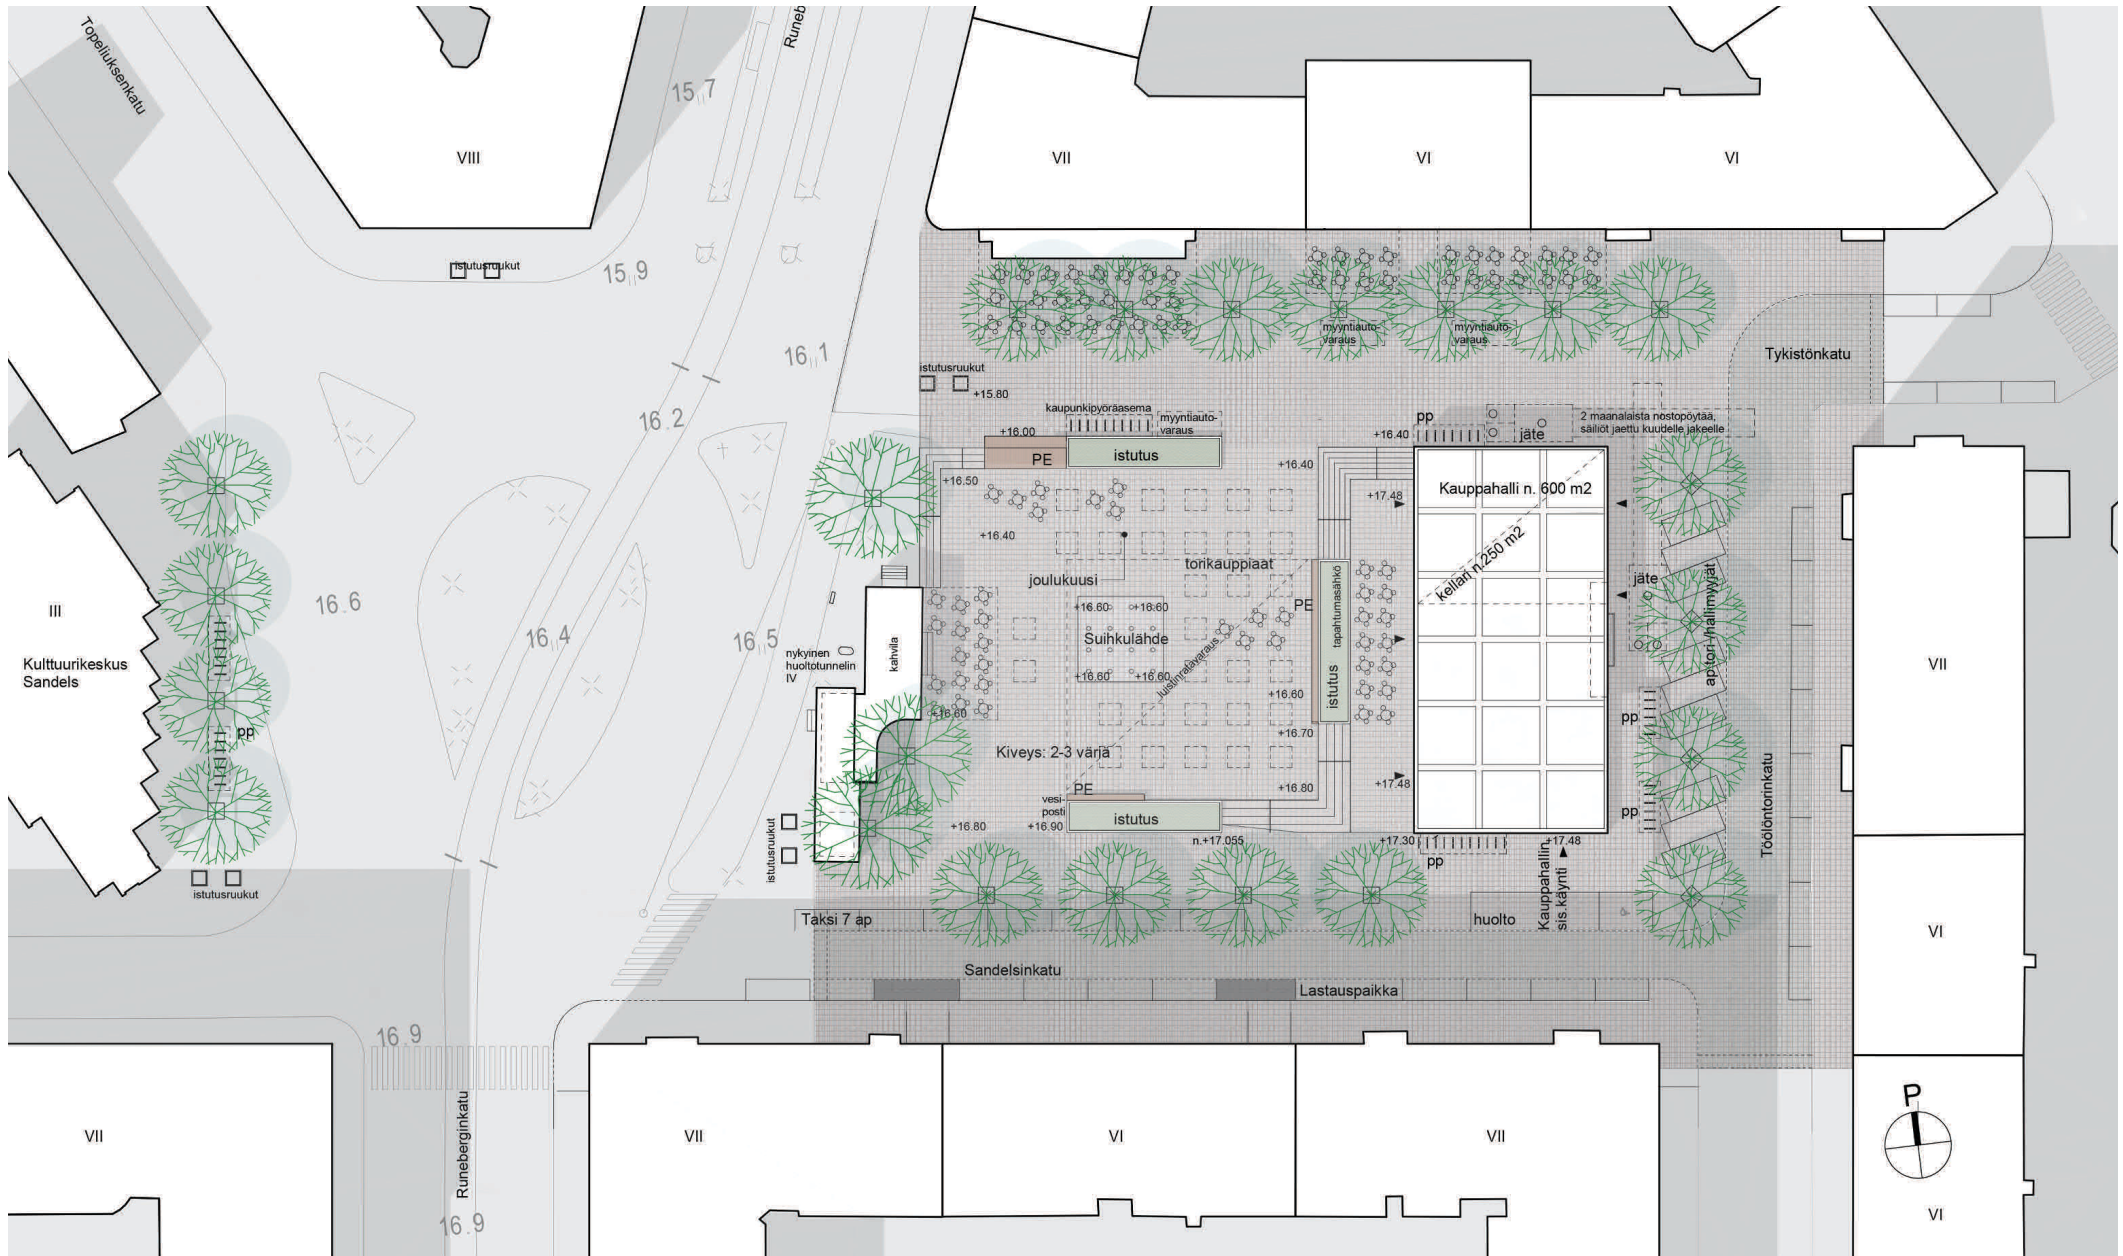 Topeliuksenkatu
Runeb
15,,7
VIII
VII
VI
VI
istutusruukut
15,,9
16,,1
istutusruukut
+15.80
myyntiauto-
varaus
myyntiauto-
varaus
Tykistönkatu
16.2
kaupunkipyöräasema
myyntiauto-
varaus
+16.00
PE
istutus
+16.50
+16.40
pp
+16.40
jäte
2 maanalaista nostopöytää,
säiliöt jaettu kuudelle jakeelle
+16.40
+17.48
Kauppahalli n. 600 m2
kellari n.250 m2
joulukuusi
torikauppiaat
+16.60
+16.60
Suihkulähde
+16.60
+16.60
luistinratavaraus
PE
tapahtumasähkö
istutus
jäte
apitori-/hallimyyjät
pp
pp
Töölöntorinkatu
VII
16.6
16,,4
16,,5
III
Kulttuurikeskus
Sandels
pp
istutusruukut
nykyinen
huoltotunnelin
IV
kahvila
+16.60
+16.60
+16.70
Kiveys: 2-3 väriä
PE
vesi-
posti
istutus
+16.80
+17.48
istutusruukut
+16.80
+16.90
n.+17.055
+17.30
pp
+17.48
Kauppahallin
sis.käynti
Taksi 7 ap
huolto
Sandelsinkatu
Lastauspaikka
VI
16.9
Runeberginkatu
16.9
VII
VII
VI
VII
P
VI